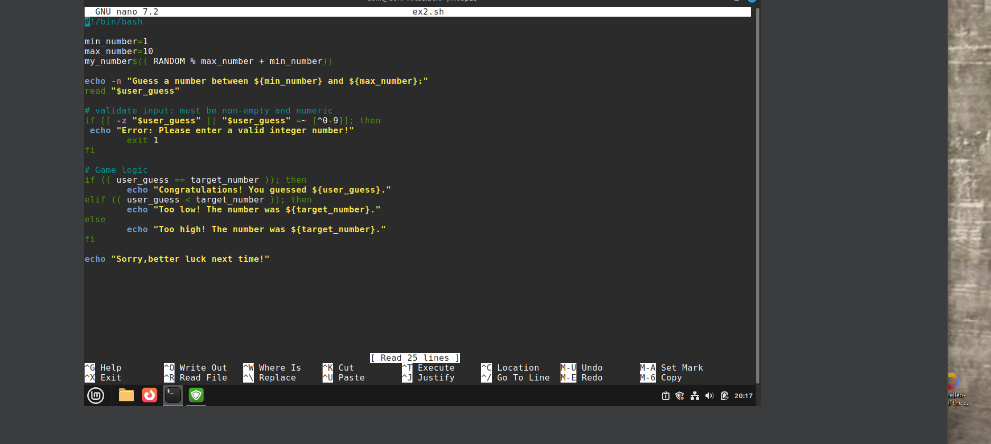 GNU nano 7.2 ex2.sh
#!/bin/bash
min_number=1
max_number=10
my_number$(( RANDOM % max_number + min_number))
echo -n "Guess a number between ${min_number} and ${max_number}:"
read "$user_guess"
# validate input: must be non-empty and numeric
if [[ -z "$user_guess" || "$user_guess" =~ [^0-9]]; then
echo "Error: Please enter a valid integer number!"
exit 1
fi
# Game logic
if (( user_guess == target_number )); then
echo "Congratulations! You guessed ${user_guess}."
elif (( user_guess < target_number )); then
echo "Too low! The number was ${target_number}."
else
echo "Too high! The number was ${target_number}."
fi
echo "Sorry,better luck next time!"
[ Read 25 lines ]
^G Help ^O Write Out ^W Where Is ^K Cut ^T Execute ^C Location M-U Undo M-A Set Mark
^X Exit ^R Read File ^\ Replace ^U Paste ^J Justify ^/ Go To Line M-E Redo M-6 Copy
20:17